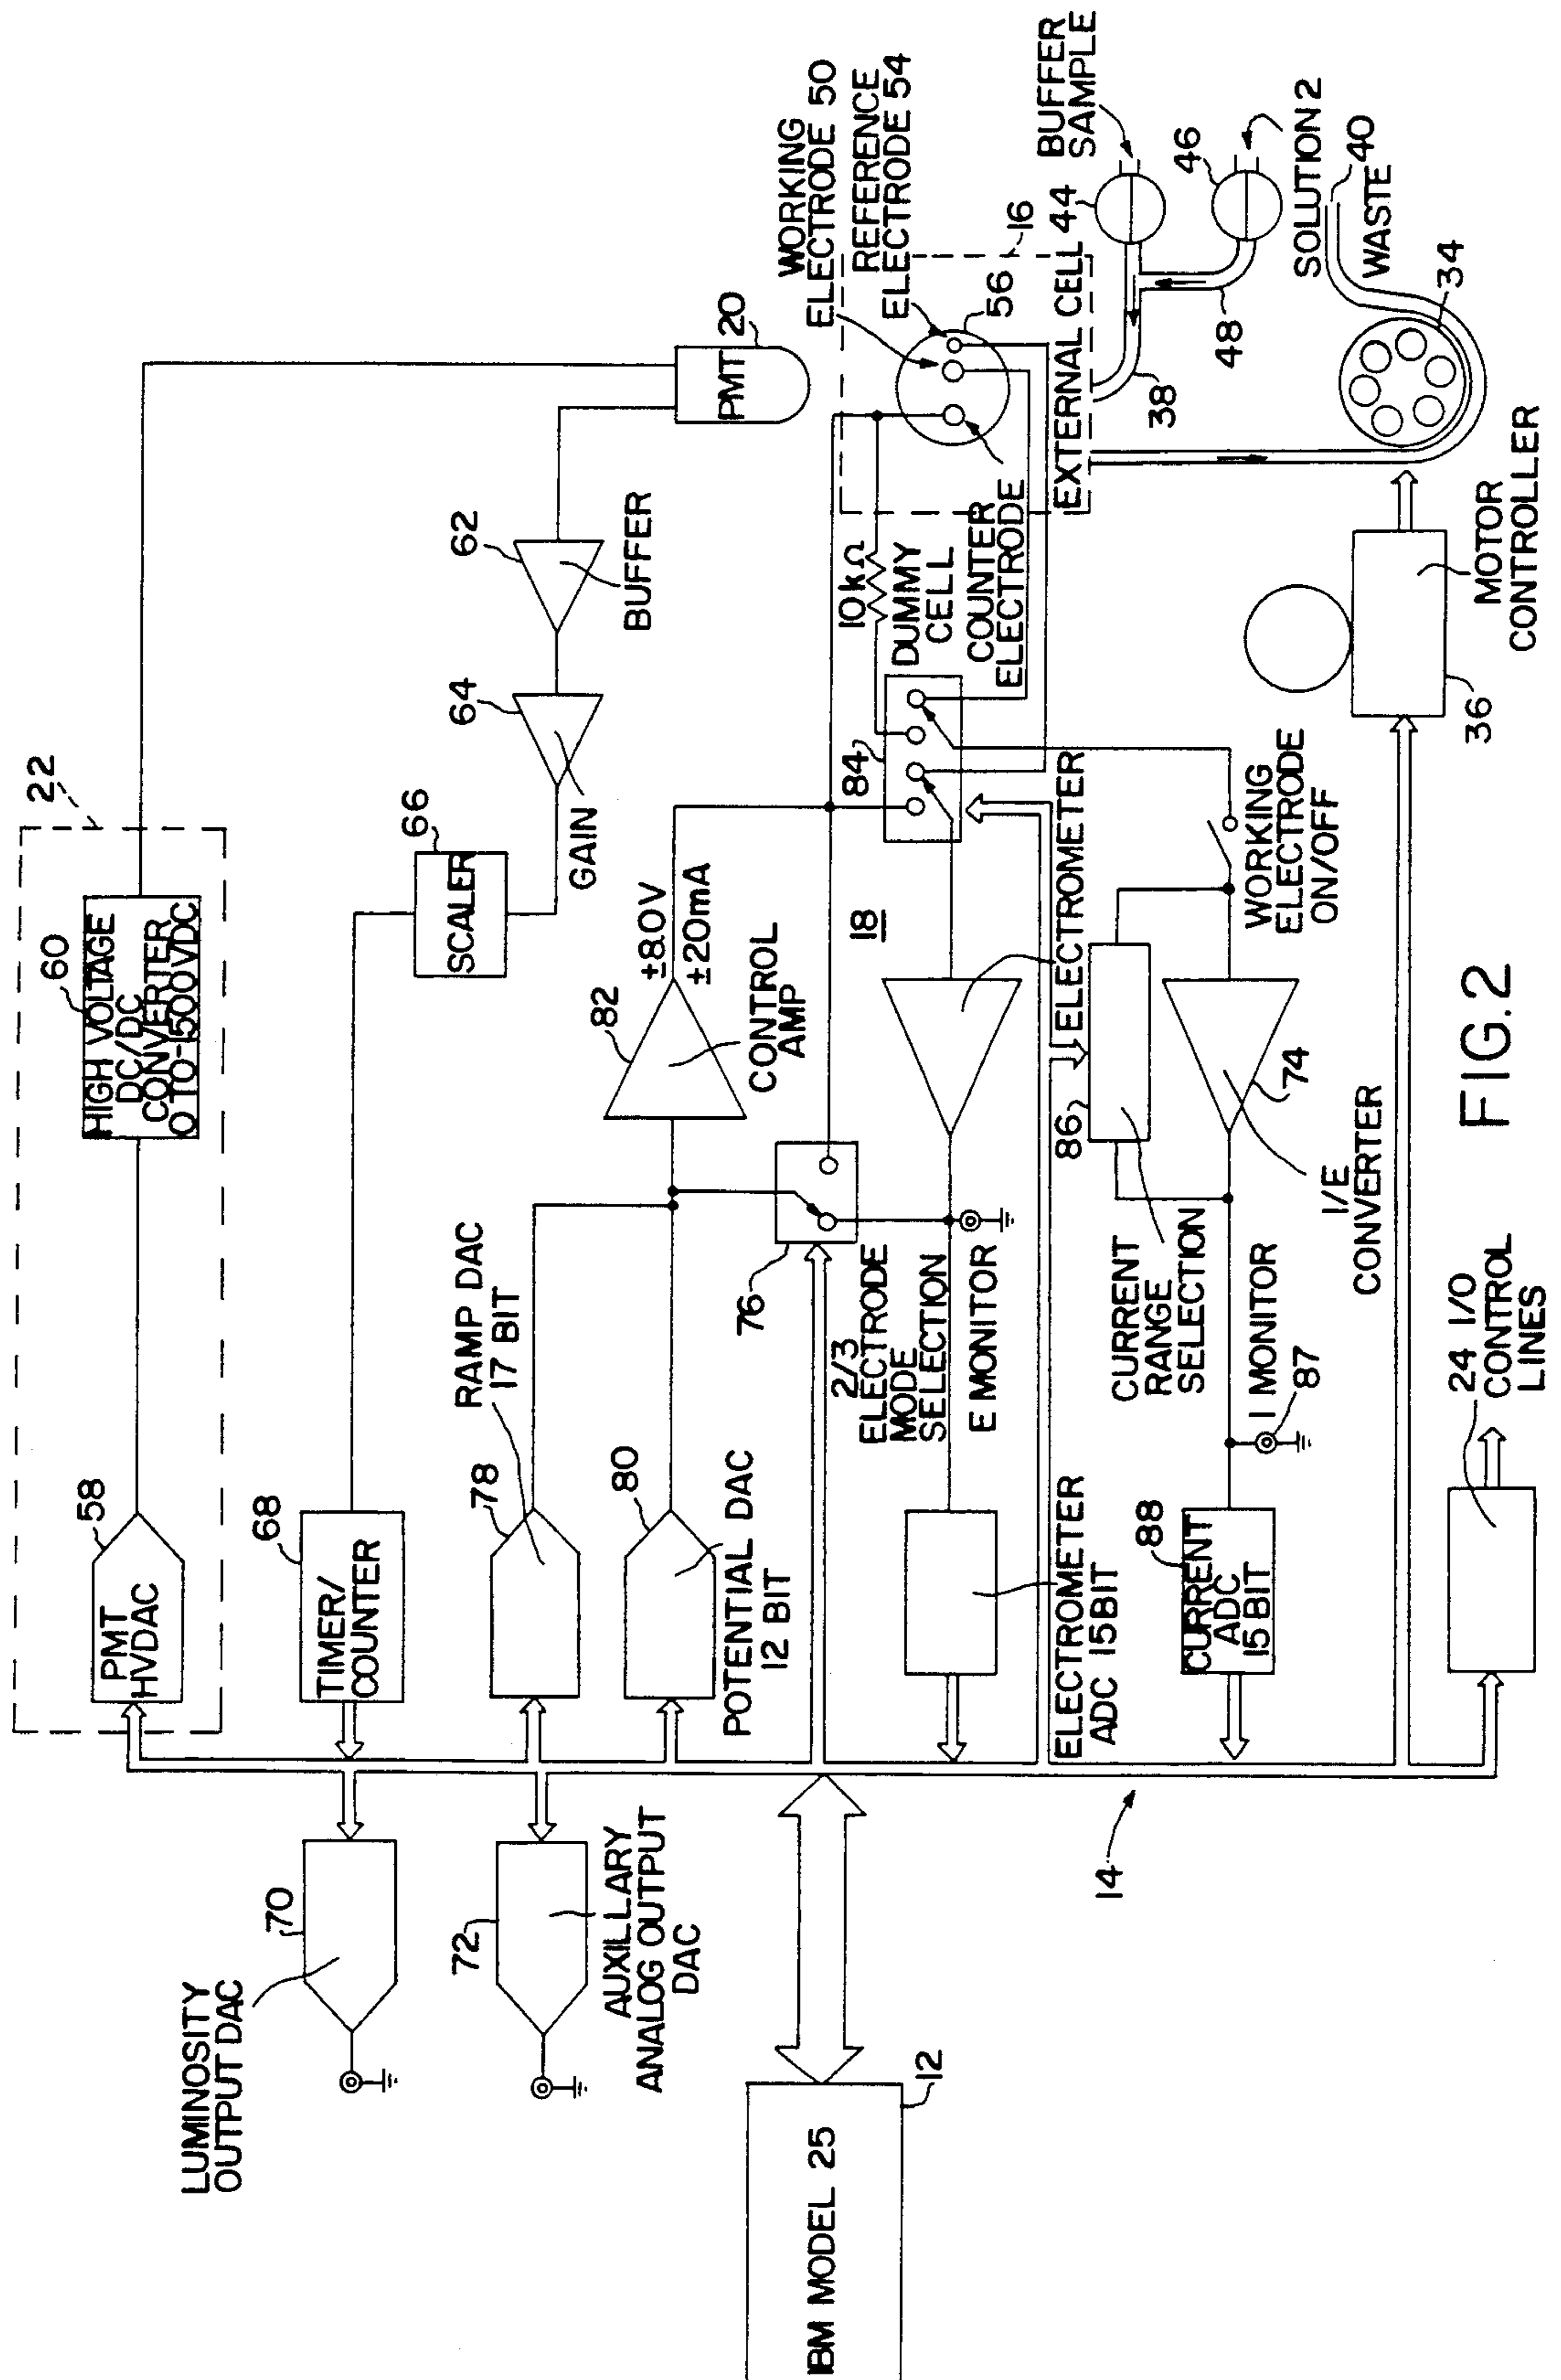 22
60
HIGH VOLTAGE
DC/DC
CONVERTER
0 TO-1500VDC
58
PMT
HVDAC
PMT
20
62
BUFFER
64
GAIN
66
SCALER
68
TIMER/
COUNTER
70
LUMINOSITY
OUTPUT DAC
72
AUXILLARY
ANALOG OUTPUT
DAC
78
RAMP DAC
17 BIT
80
POTENTIAL DAC
12 BIT
82
±8.0V
±20mA
CONTROL
AMP
76
2/3
ELECTRODE
MODE
SELECTION
E MONITOR
18
84
10kΩ
DUMMY
CELL
COUNTER
ELECTRODE
WORKING
ELECTRODE 50
REFERENCE
ELECTRODE 54
56
16
EXTERNAL CELL
44
BUFFER
SAMPLE
46
SOLUTION 2
48
38
40
WASTE
34
MOTOR
CONTROLLER
36
ELECTROMETER
WORKING
ELECTRODE
ON/OFF
86
CURRENT
RANGE
SELECTION
74
I/E
CONVERTER
I MONITOR
87
ELECTROMETER
ADC 15BIT
88
CURRENT
ADC
15 BIT
24 I/O
CONTROL
LINES
14
12
IBM MODEL 25
FIG.2